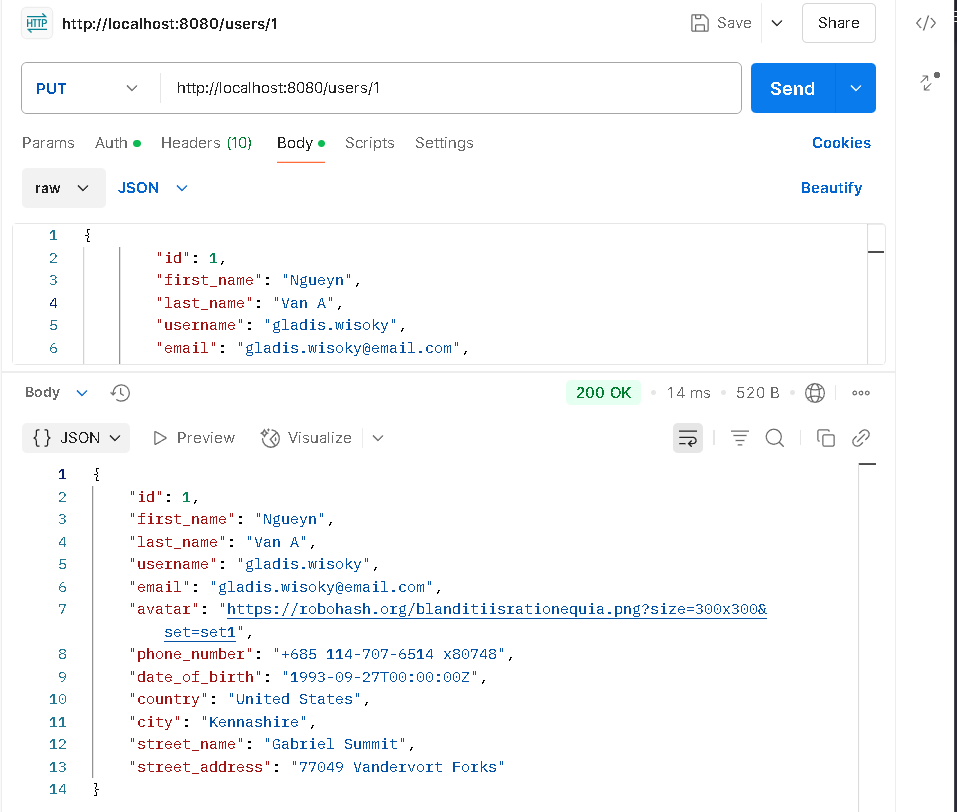 HTTP http://localhost:8080/users/1 Save Share
PUT http://localhost:8080/users/1 Send
Params Auth Headers (10) Body Scripts Settings Cookies
raw JSON Beautify
1 {
2 "id": 1,
3 "first_name": "Ngueyn",
4 "last_name": "Van A",
5 "username": "gladis.wisoky",
6 "email": "gladis.wisoky@email.com",
Body 200 OK 14 ms 520 B
{} JSON Preview Visualize
1 {
2 "id": 1,
3 "first_name": "Ngueyn",
4 "last_name": "Van A",
5 "username": "gladis.wisoky",
6 "email": "gladis.wisoky@email.com",
7 "avatar": "https://robohash.org/blanditiisrationequia.png?size=300x300&
set=set1",
8 "phone_number": "+685 114-707-6514 x80748",
9 "date_of_birth": "1993-09-27T00:00:00Z",
10 "country": "United States",
11 "city": "Kennashire",
12 "street_name": "Gabriel Summit",
13 "street_address": "77049 Vandervort Forks"
14 }